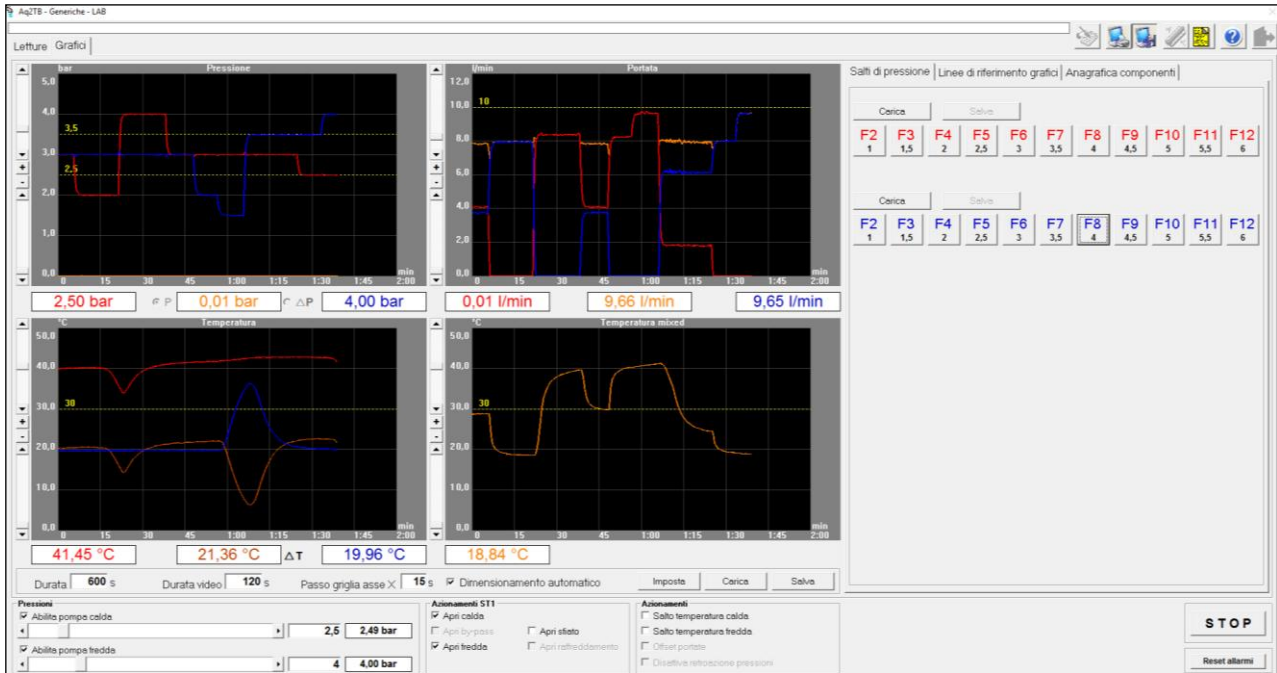 Aq2TB - Generiche - LAB
Letture Grafici
Salti di pressione Linee di riferimento grafici Anagrafica componenti
bar Pressione
5,0
4,0
3,5
3,0
2,5
2,0
1,0
0,0
min
0 15 30 45 1:00 1:15 1:30 1:45 2:00
2,50 bar P 0,01 bar △P 4,00 bar
l/min Portata
12,0
10,0 10
8,0
6,0
4,0
2,0
0,0
min
0 15 30 45 1:00 1:15 1:30 1:45 2:00
0,01 l/min 9,66 l/min 9,65 l/min
Carica Salva
F2 F3 F4 F5 F6 F7 F8 F9 F10 F11 F12
1 1,5 2 2,5 3 3,5 4 4,5 5 5,5 6
Carica Salva
F2 F3 F4 F5 F6 F7 F8 F9 F10 F11 F12
1 1,5 2 2,5 3 3,5 4 4,5 5 5,5 6
°C Temperatura
50,0
40,0
30,0 30
20,0
10,0
0,0
min
0 15 30 45 1:00 1:15 1:30 1:45 2:00
41,45 °C 21,36 °C △T 19,96 °C
°C Temperatura mixed
50,0
40,0
30,0 30
20,0
10,0
0,0
min
0 15 30 45 1:00 1:15 1:30 1:45 2:00
18,84 °C
Durata 600 s Durata video 120 s Passo griglia asse X 15 s Dimensionamento automatico Imposta Carica Salva
Pressioni
Abilita pompa calda
2,5 2,49 bar
Abilita pompa fredda
4 4,00 bar
Azionamenti ST1
Apri calda
Apri by-pass Apri sfiato
Apri fredda Apri raffreddamento
Azionamenti
Salto temperatura calda
Salto temperatura fredda
Offset portate
Disattiva retroazione pressioni
STOP
Reset allarmi